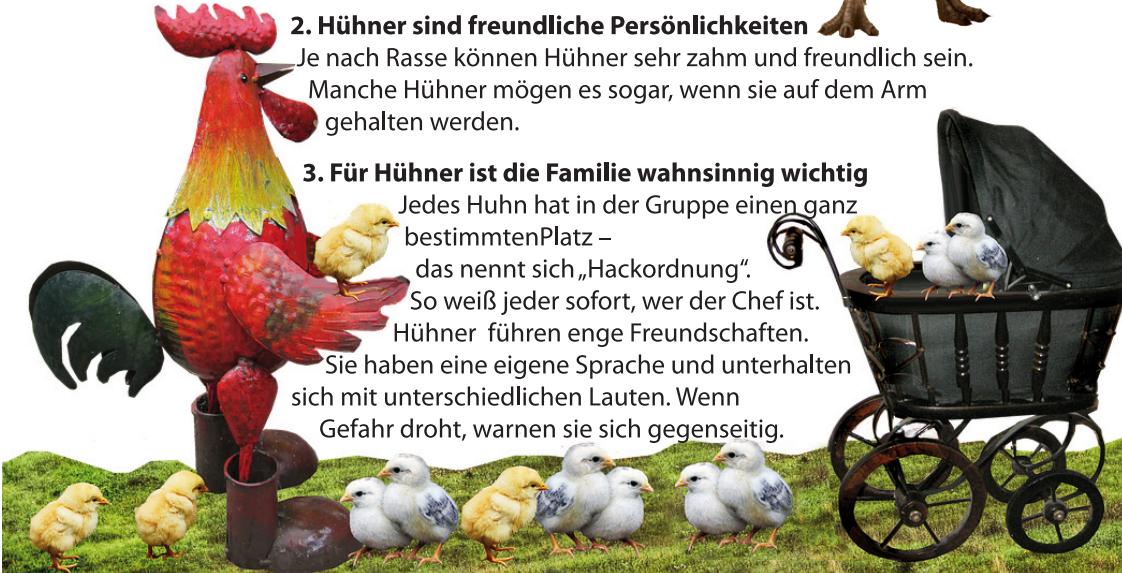 2. Hühner sind freundliche Persönlichkeiten
Je nach Rasse können Hühner sehr zahm und freundlich sein.
Manche Hühner mögen es sogar, wenn sie auf dem Arm
gehalten werden.
3. Für Hühner ist die Familie wahnsinnig wichtig
Jedes Huhn hat in der Gruppe einen ganz
bestimmtenPlatz –
das nennt sich „Hackordnung“.
So weiß jeder sofort, wer der Chef ist.
Hühner führen enge Freundschaften.
Sie haben eine eigene Sprache und unterhalten
sich mit unterschiedlichen Lauten. Wenn
Gefahr droht, warnen sie sich gegenseitig.